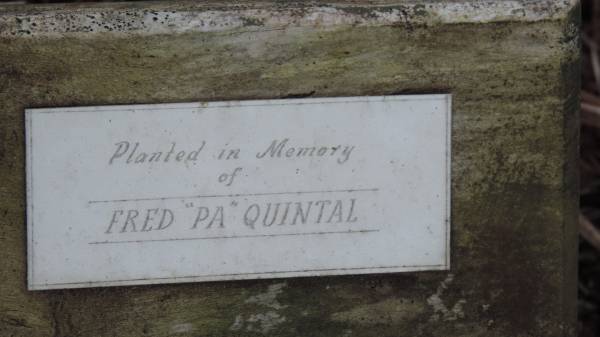 Planted in Memory
of
FRED "PA" QUINTAL